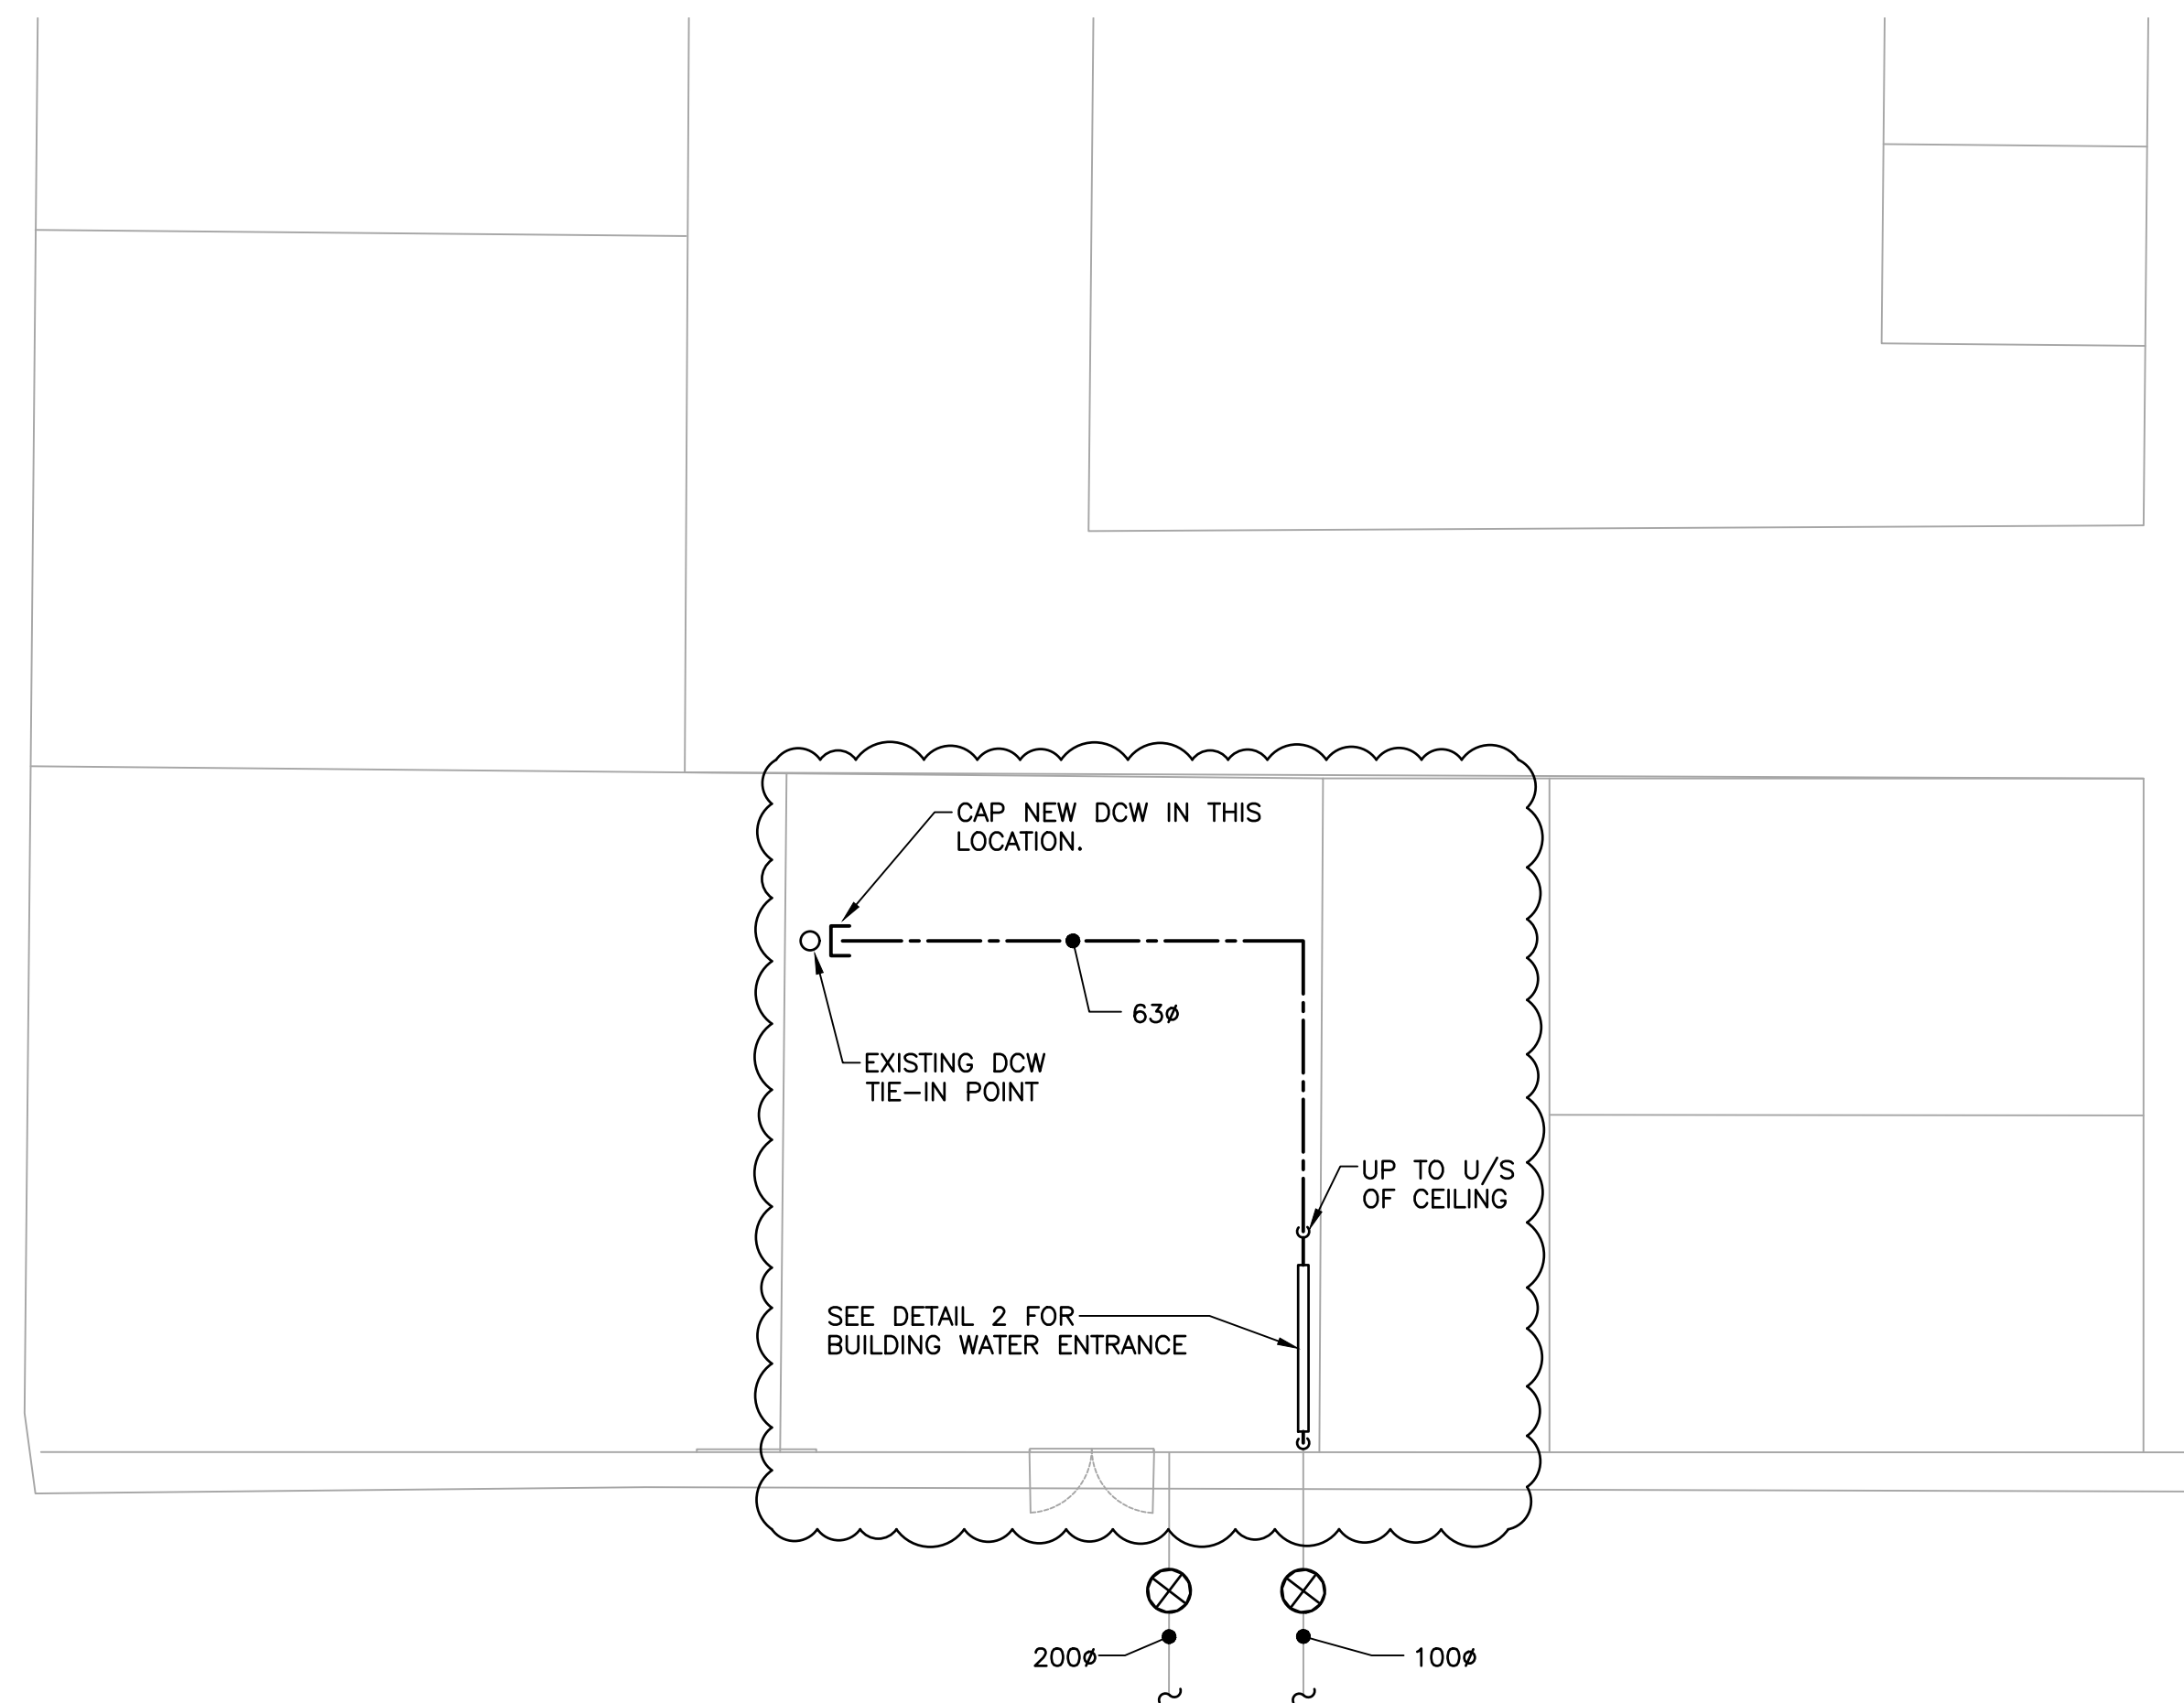 CAP NEW DCW IN THIS
LOCATION.
63ø
EXISTING DCW
TIE-IN POINT
UP TO U/S
OF CEILING
SEE DETAIL 2 FOR
BUILDING WATER ENTRANCE
200ø
100ø